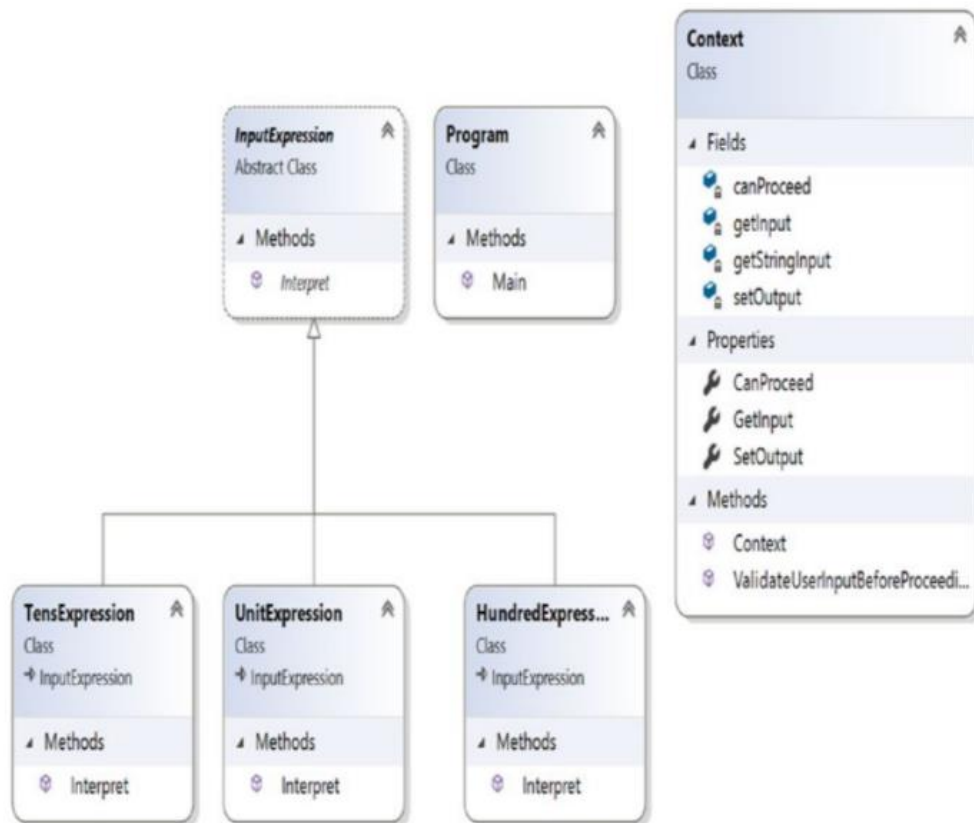 InputExpression
Abstract Class
Methods
Interpret
Program
Class
Methods
Main
Context
Class
Fields
canProceed
getInput
getStringInput
setOutput
Properties
CanProceed
GetInput
SetOutput
Methods
Context
ValidateUserInputBeforeProceedi...
TensExpression
Class
InputExpression
Methods
Interpret
UnitExpression
Class
InputExpression
Methods
Interpret
HundredExpress...
Class
InputExpression
Methods
Interpret